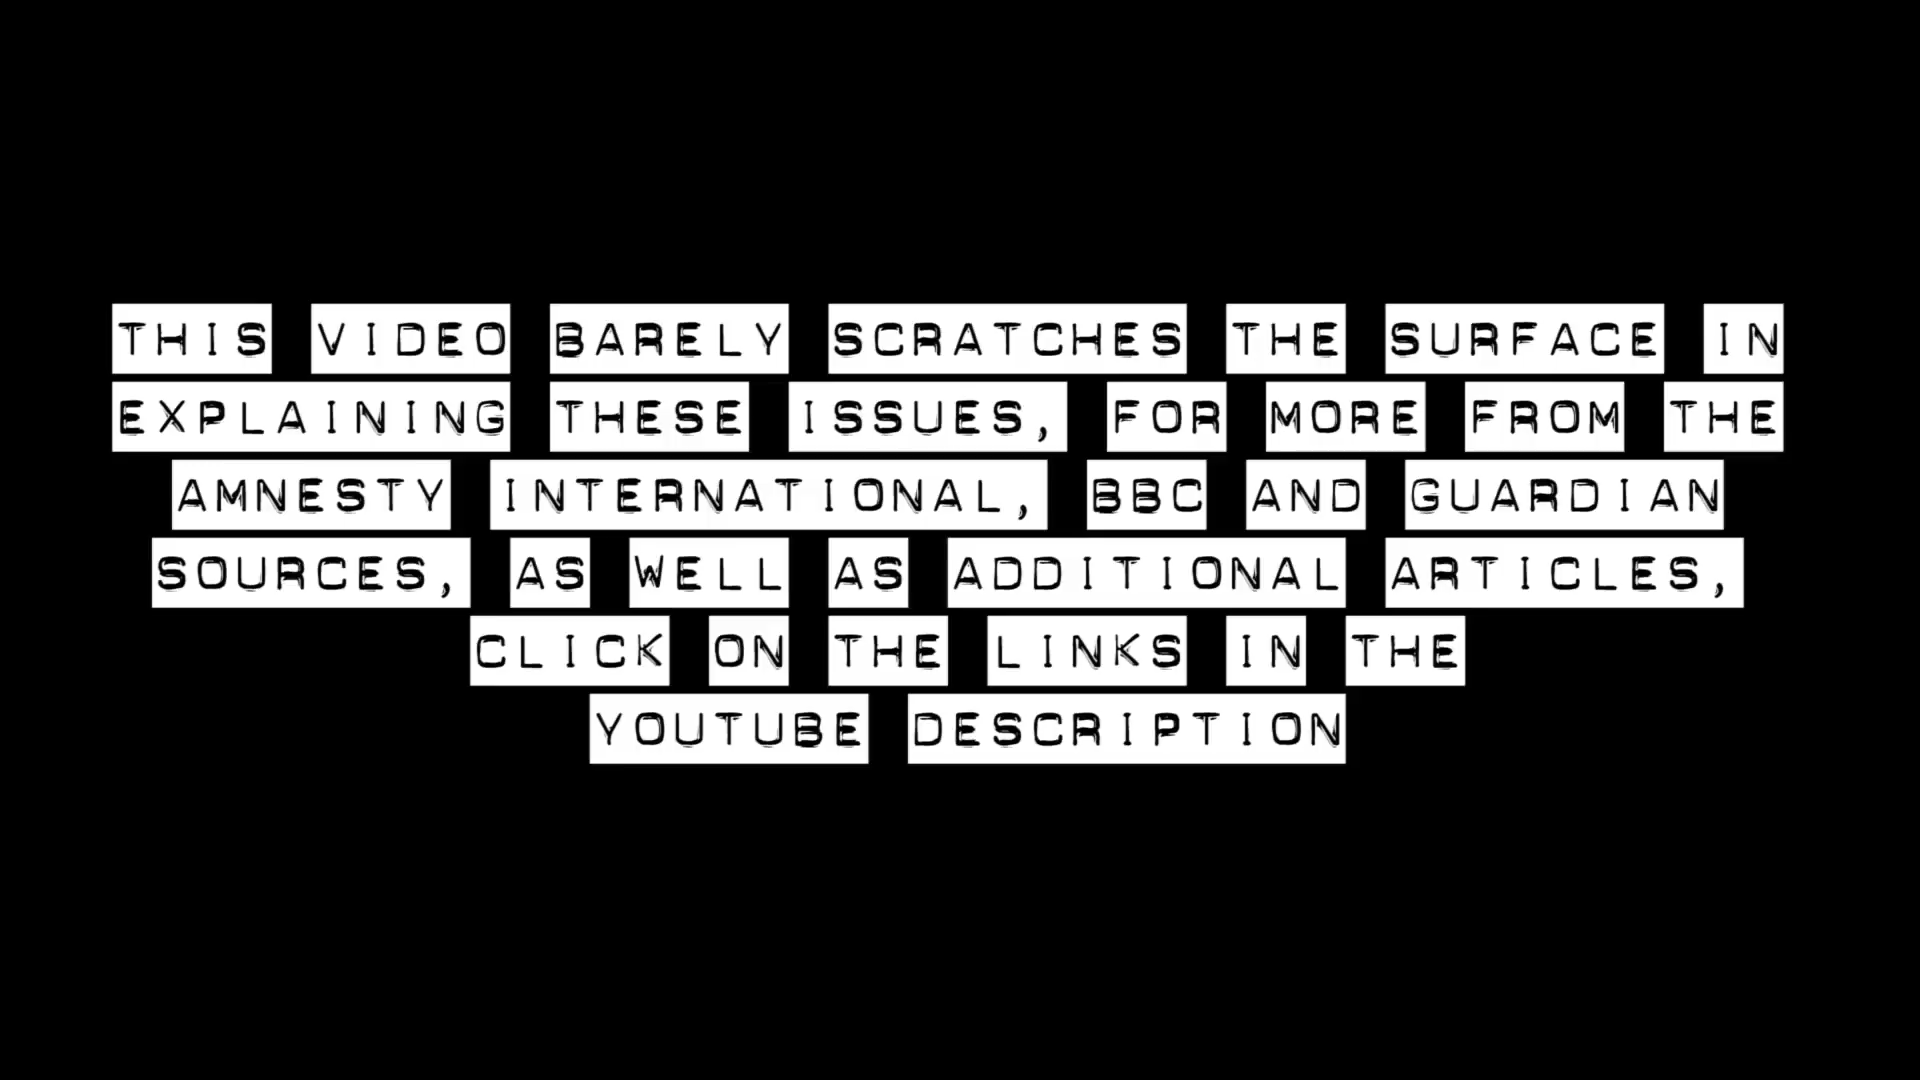 THIS VIDEO BARELY SCRATCHES THE SURFACE IN
EXPLAINING THESE ISSUES, FOR MORE FROM THE
AMNESTY INTERNATIONAL, BBC AND GUARDIAN
SOURCES, AS WELL AS ADDITIONAL ARTICLES,
CLICK ON THE LINKS IN THE
YOUTUBE DESCRIPTION